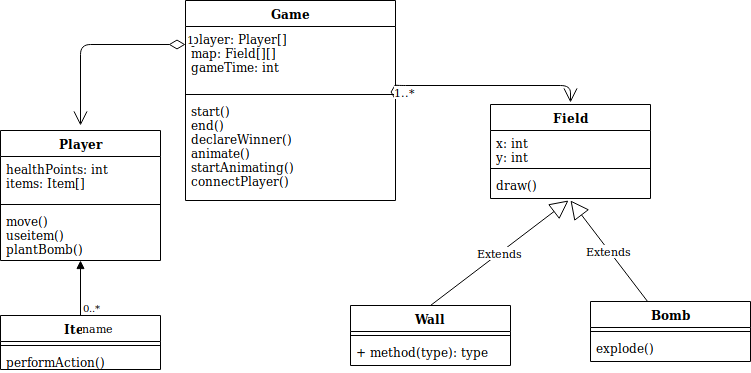 Game
player: Player[]
map: Field[][]
gameTime: int
start()
end()
declareWinner()
animate()
startAnimating()
connectPlayer()
1
1..*
Player
healthPoints: int
items: Item[]
move()
useitem()
plantBomb()
Field
x: int
y: int
draw()
Extends
Extends
0..*
name
performAction()
Wall
+ method(type): type
Bomb
explode()